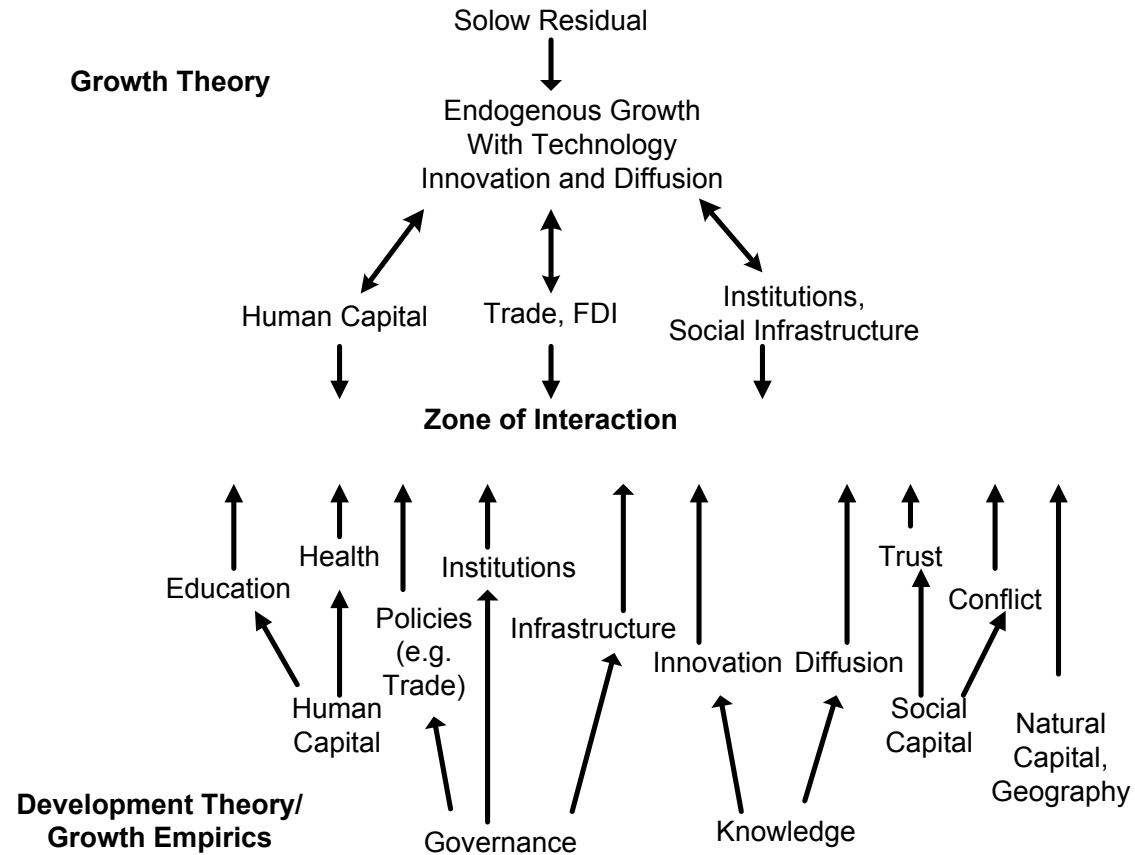 Solow Residual
Growth Theory
Endogenous Growth
With Technology
Innovation and Diffusion
Human Capital
Trade, FDI
Institutions,
Social Infrastructure
Zone of Interaction
Education
Health
Policies
(e.g.
Trade)
Institutions
Infrastructure
Innovation
Diffusion
Trust
Conflict
Human
Capital
Social
Capital
Natural
Capital,
Geography
Development Theory/
Growth Empirics
Governance
Knowledge